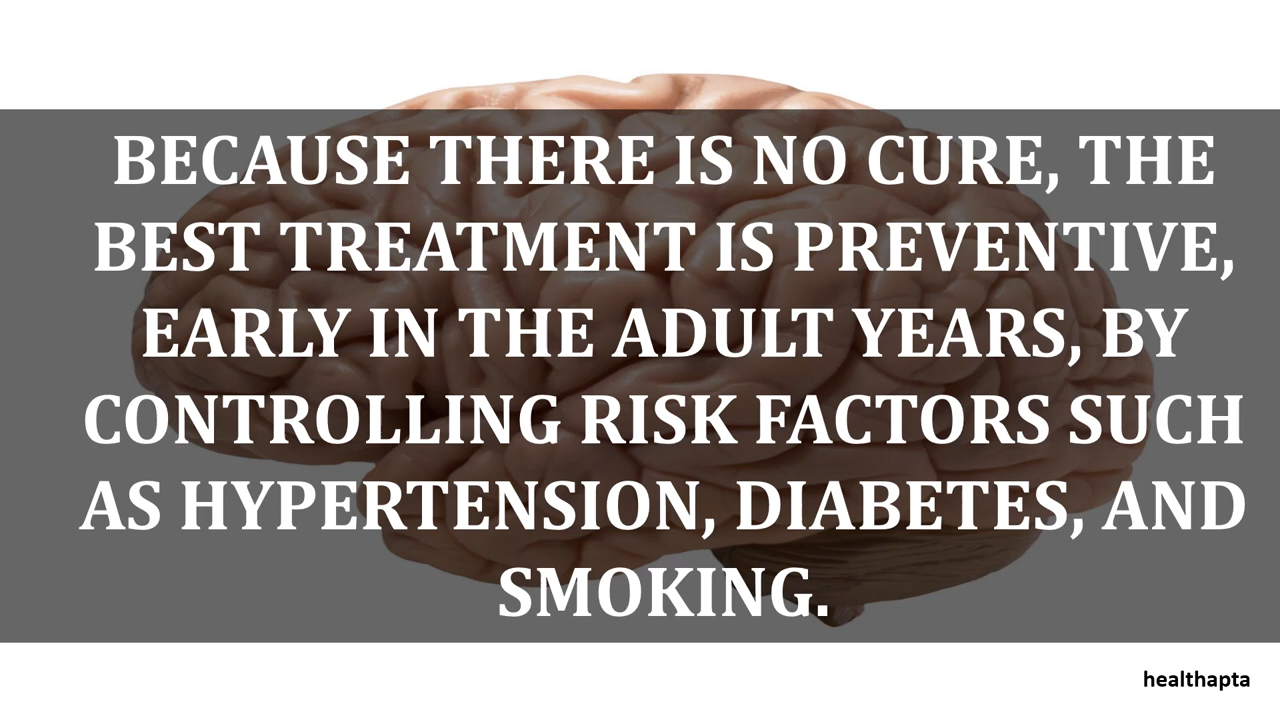 BECAUSE THERE IS NO CURE, THE
BEST TREATMENT IS PREVENTIVE,
EARLY IN THE ADULT YEARS, BY
CONTROLLING RISK FACTORS SUCH
AS HYPERTENSION, DIABETES, AND
SMOKING.
healthapta